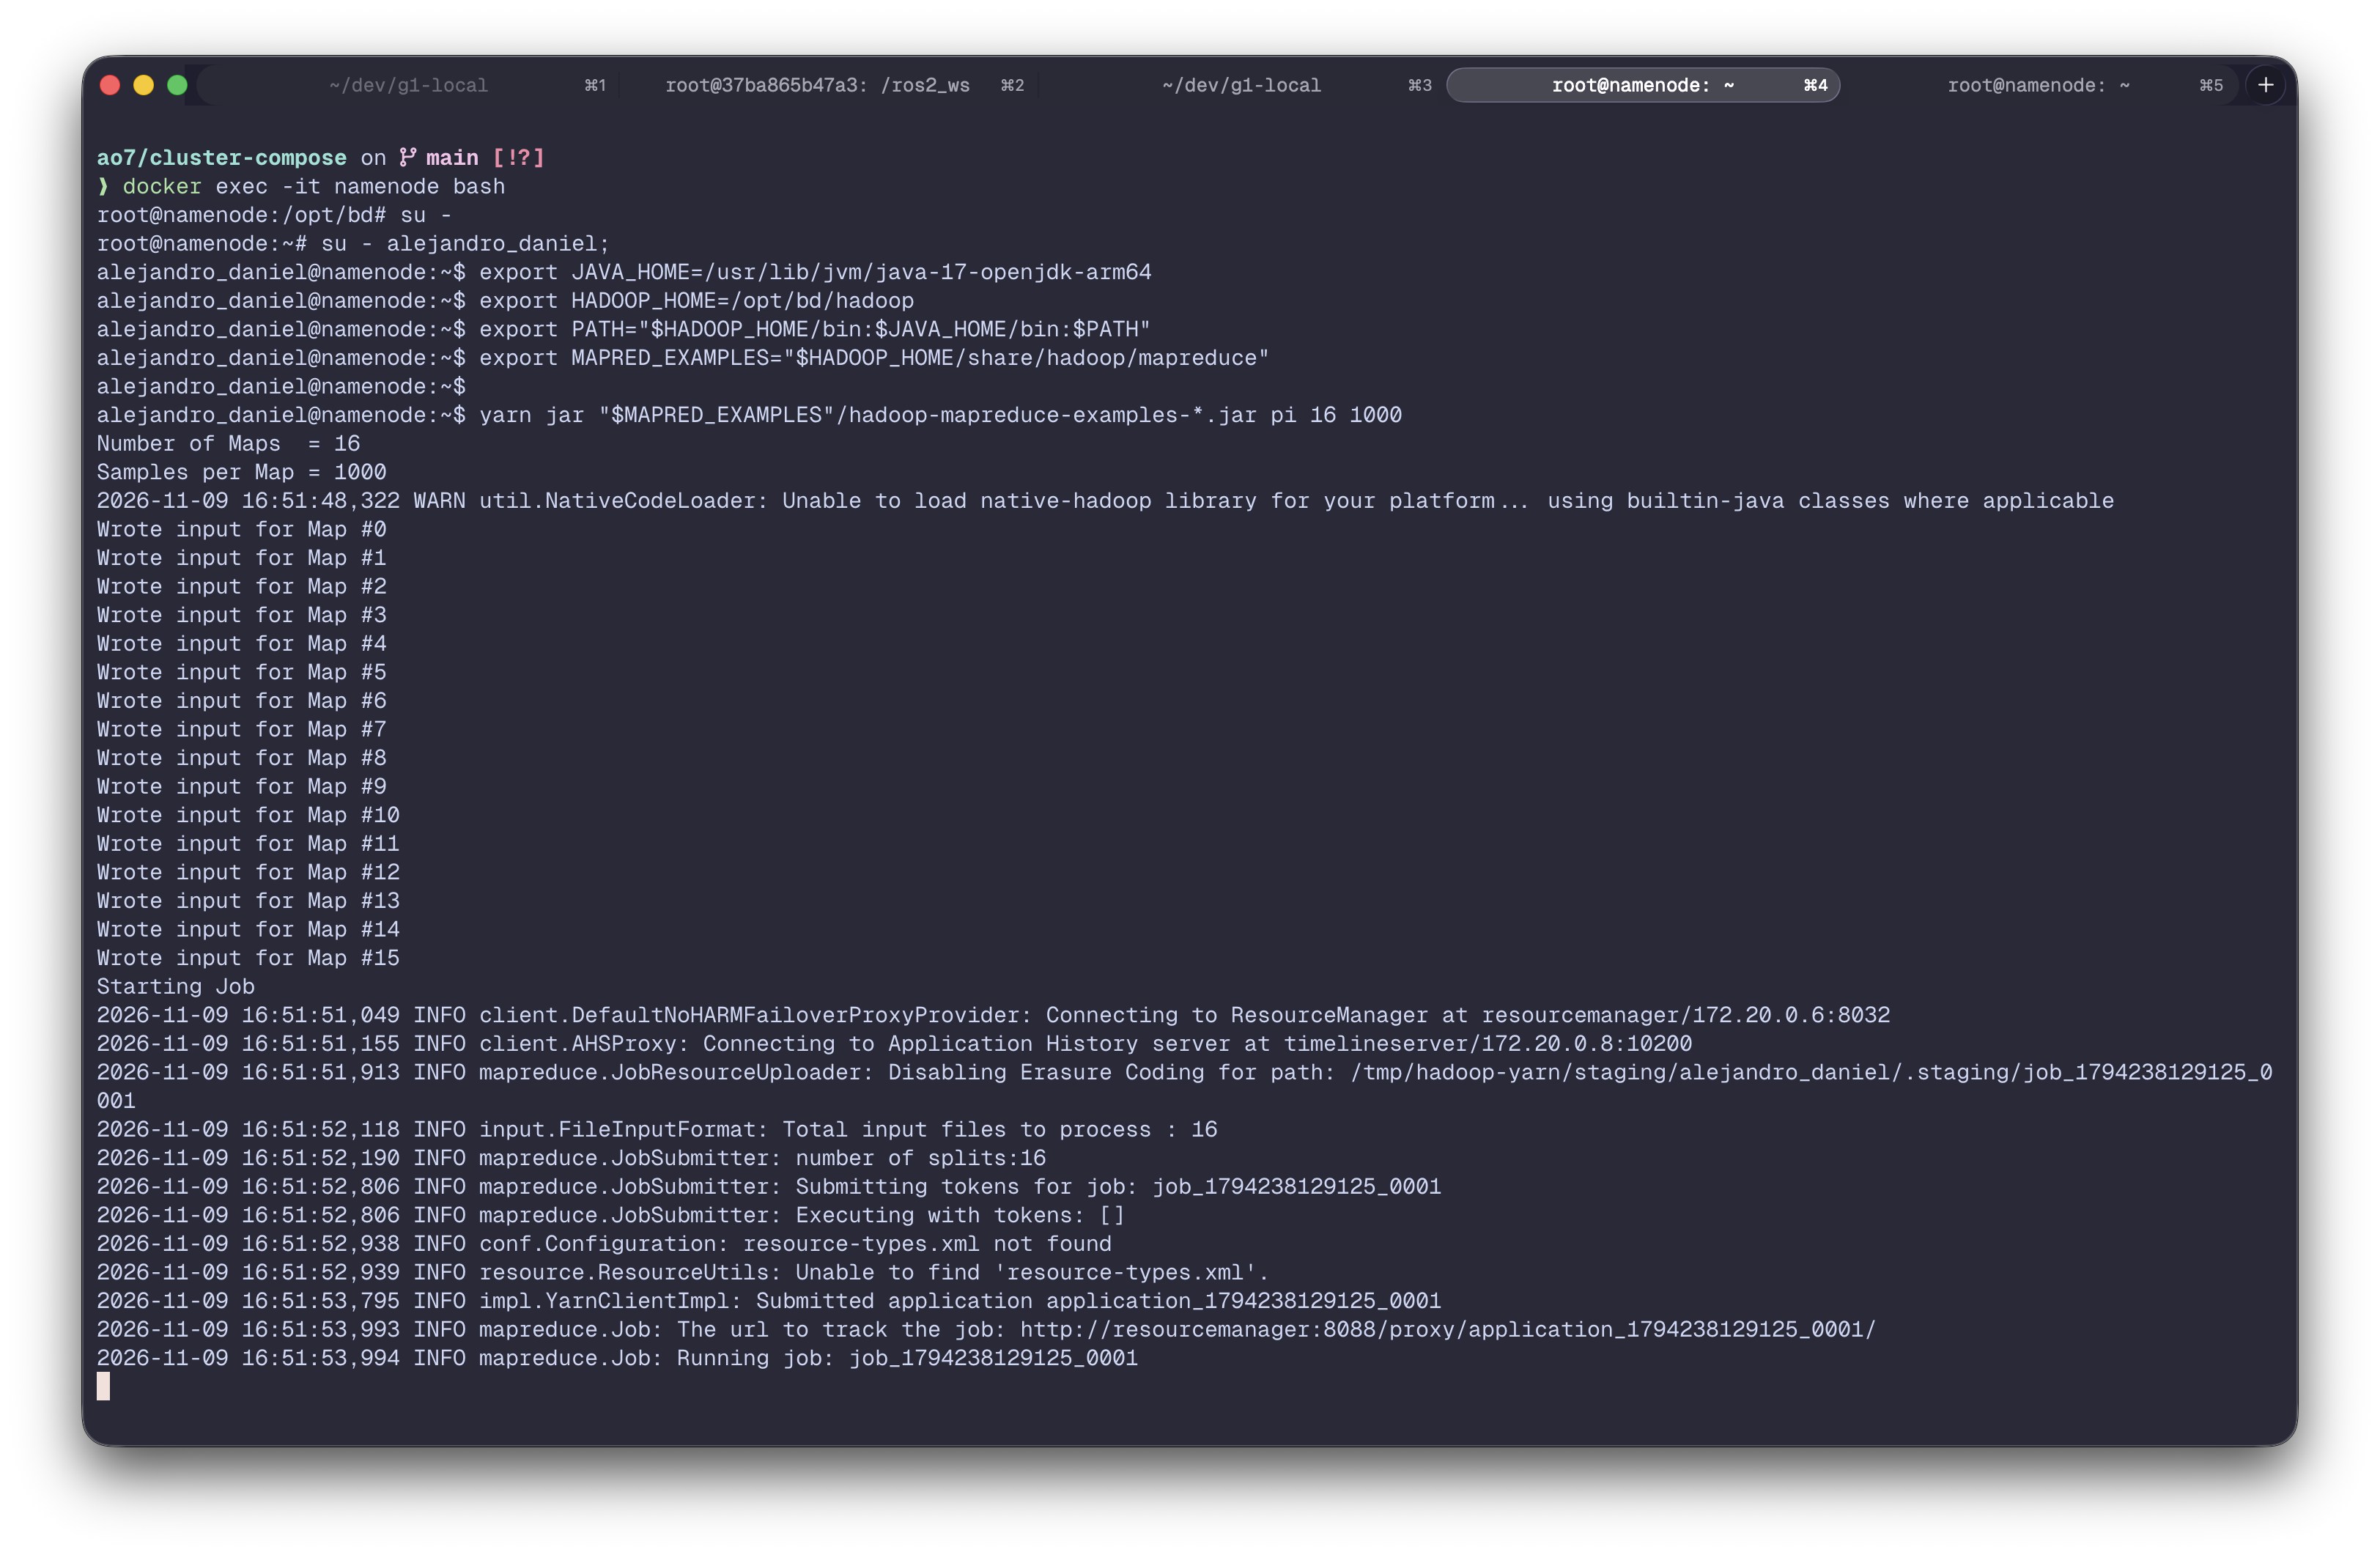 ~/dev/g1-local ⌘1 root@37ba865b47a3: /ros2_ws ⌘2 ~/dev/g1-local ⌘3 root@namenode: ~ ⌘4 root@namenode: ~ ⌘5 +
ao7/cluster-compose on main [!?]
❱ docker exec -it namenode bash
root@namenode:/opt/bd# su -
root@namenode:~# su - alejandro_daniel;
alejandro_daniel@namenode:~$ export JAVA_HOME=/usr/lib/jvm/java-17-openjdk-arm64
alejandro_daniel@namenode:~$ export HADOOP_HOME=/opt/bd/hadoop
alejandro_daniel@namenode:~$ export PATH="$HADOOP_HOME/bin:$JAVA_HOME/bin:$PATH"
alejandro_daniel@namenode:~$ export MAPRED_EXAMPLES="$HADOOP_HOME/share/hadoop/mapreduce"
alejandro_daniel@namenode:~$
alejandro_daniel@namenode:~$ yarn jar "$MAPRED_EXAMPLES"/hadoop-mapreduce-examples-*.jar pi 16 1000
Number of Maps  = 16
Samples per Map = 1000
2026-11-09 16:51:48,322 WARN util.NativeCodeLoader: Unable to load native-hadoop library for your platform... using builtin-java classes where applicable
Wrote input for Map #0
Wrote input for Map #1
Wrote input for Map #2
Wrote input for Map #3
Wrote input for Map #4
Wrote input for Map #5
Wrote input for Map #6
Wrote input for Map #7
Wrote input for Map #8
Wrote input for Map #9
Wrote input for Map #10
Wrote input for Map #11
Wrote input for Map #12
Wrote input for Map #13
Wrote input for Map #14
Wrote input for Map #15
Starting Job
2026-11-09 16:51:51,049 INFO client.DefaultNoHARMFailoverProxyProvider: Connecting to ResourceManager at resourcemanager/172.20.0.6:8032
2026-11-09 16:51:51,155 INFO client.AHSProxy: Connecting to Application History server at timelineserver/172.20.0.8:10200
2026-11-09 16:51:51,913 INFO mapreduce.JobResourceUploader: Disabling Erasure Coding for path: /tmp/hadoop-yarn/staging/alejandro_daniel/.staging/job_1794238129125_0
001
2026-11-09 16:51:52,118 INFO input.FileInputFormat: Total input files to process : 16
2026-11-09 16:51:52,190 INFO mapreduce.JobSubmitter: number of splits:16
2026-11-09 16:51:52,806 INFO mapreduce.JobSubmitter: Submitting tokens for job: job_1794238129125_0001
2026-11-09 16:51:52,806 INFO mapreduce.JobSubmitter: Executing with tokens: []
2026-11-09 16:51:52,938 INFO conf.Configuration: resource-types.xml not found
2026-11-09 16:51:52,939 INFO resource.ResourceUtils: Unable to find 'resource-types.xml'.
2026-11-09 16:51:53,795 INFO impl.YarnClientImpl: Submitted application application_1794238129125_0001
2026-11-09 16:51:53,993 INFO mapreduce.Job: The url to track the job: http://resourcemanager:8088/proxy/application_1794238129125_0001/
2026-11-09 16:51:53,994 INFO mapreduce.Job: Running job: job_1794238129125_0001